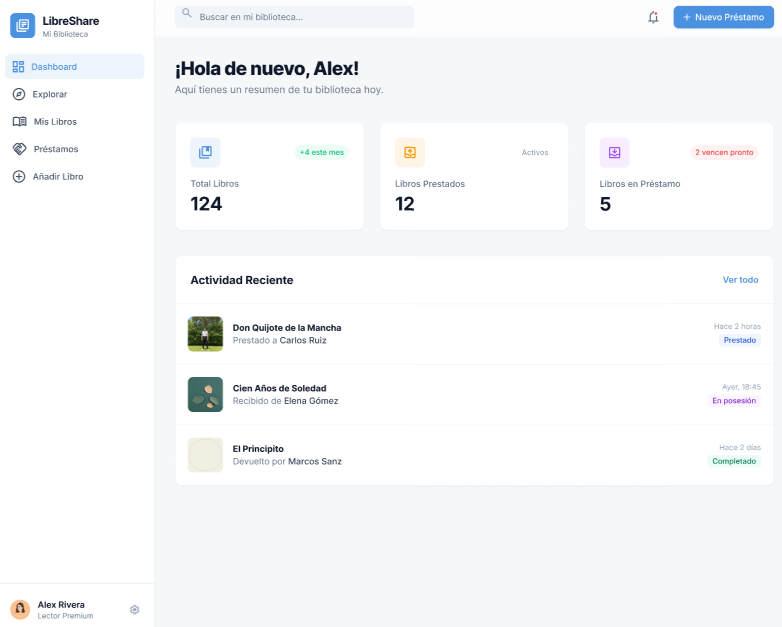 LibreShare
Mi Biblioteca
Dashboard
Explorar
Mis Libros
Préstamos
Añadir Libro
Alex Rivera
Lector Premium
Buscar en mi biblioteca...
+ Nuevo Préstamo
¡Hola de nuevo, Alex!
Aquí tienes un resumen de tu biblioteca hoy.
+4 este mes
Total Libros
124
Activos
Libros Prestados
12
2 vencen pronto
Libros en Préstamo
5
Actividad Reciente
Ver todo
Don Quijote de la Mancha
Prestado a Carlos Ruiz
Hace 2 horas
Prestado
Cien Años de Soledad
Recibido de Elena Gómez
Ayer, 18:45
En posesión
El Principito
Devuelto por Marcos Sanz
Hace 2 días
Completado